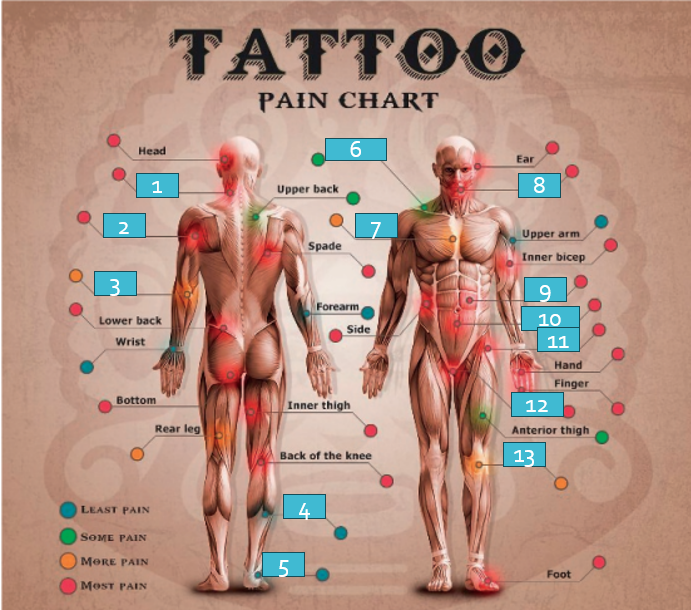 TATTOO
PAIN CHART
6
Head
Ear
1
8
Upper back
2
7
Upper arm
Spade
Inner bicep
3
9
Forearm
Lower back
10
Side
Wrist
11
Hand
Finger
Bottom
12
Inner thigh
Rear leg
Anterior thigh
Back of the knee
13
4
LEAST PAIN
SOME PAIN
MORE PAIN
5
Foot
MOST PAIN